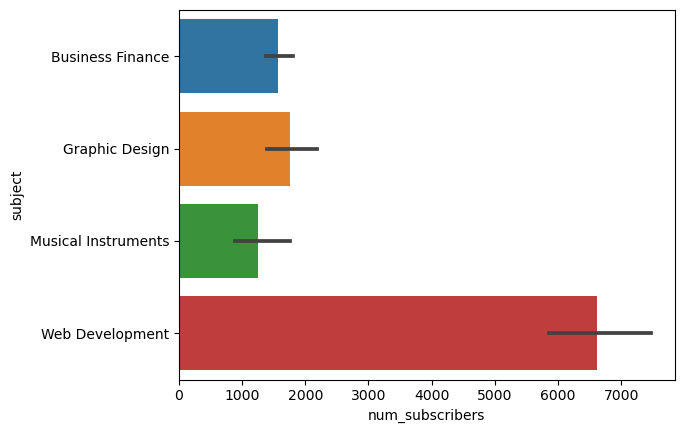 Business Finance
Graphic Design
Musical Instruments
Web Development
subject
0 1000 2000 3000 4000 5000 6000 7000
num_subscribers